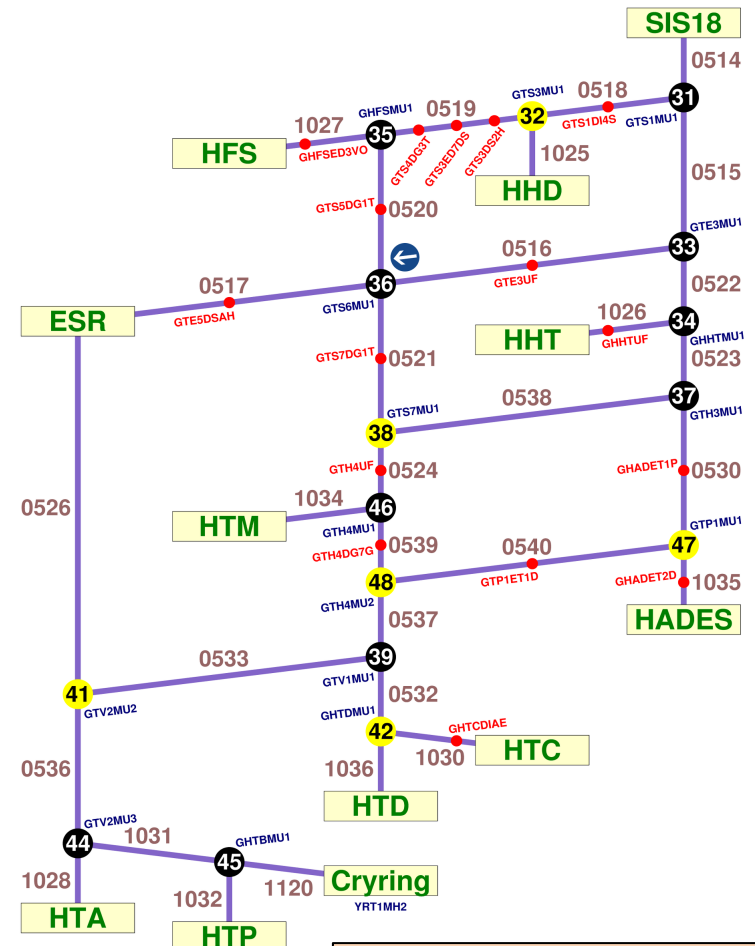 SIS18
0514
GTS3MU1
0518
31
GHFSMU1
0519
32
GTS1DI4S
GTS1MU1
1027
35
HFS
GHFSED3VO
GTS4DG3T
GTS3ED7DS
GTS3DS2H
1025
HHD
0515
GTS5DG1T
0520
GTE3MU1
33
0516
0517
36
GTE3UF
0522
ESR
GTE5DSAH
GTS6MU1
1026
34
HHT
GHHTUF
GHHTMU1
GTS7DG1T
0521
0523
0538
37
GTS7MU1
GTH3MU1
38
GTH4UF
0524
GHADET1P
0530
1034
46
0526
HTM
GTH4MU1
GTP1MU1
GTH4DG7G
0539
0540
47
48
GTP1ET1D
GHADET2D
1035
GTH4MU2
0537
HADES
0533
39
GTV1MU1
41
0532
GTV2MU2
GHTDMU1
42
GHTCDIAE
HTC
0536
1036
1030
HTD
GTV2MU3
44
1031
GHTBMU1
45
1028
1032
1120
Cryring
YRT1MH2
HTA
HTP